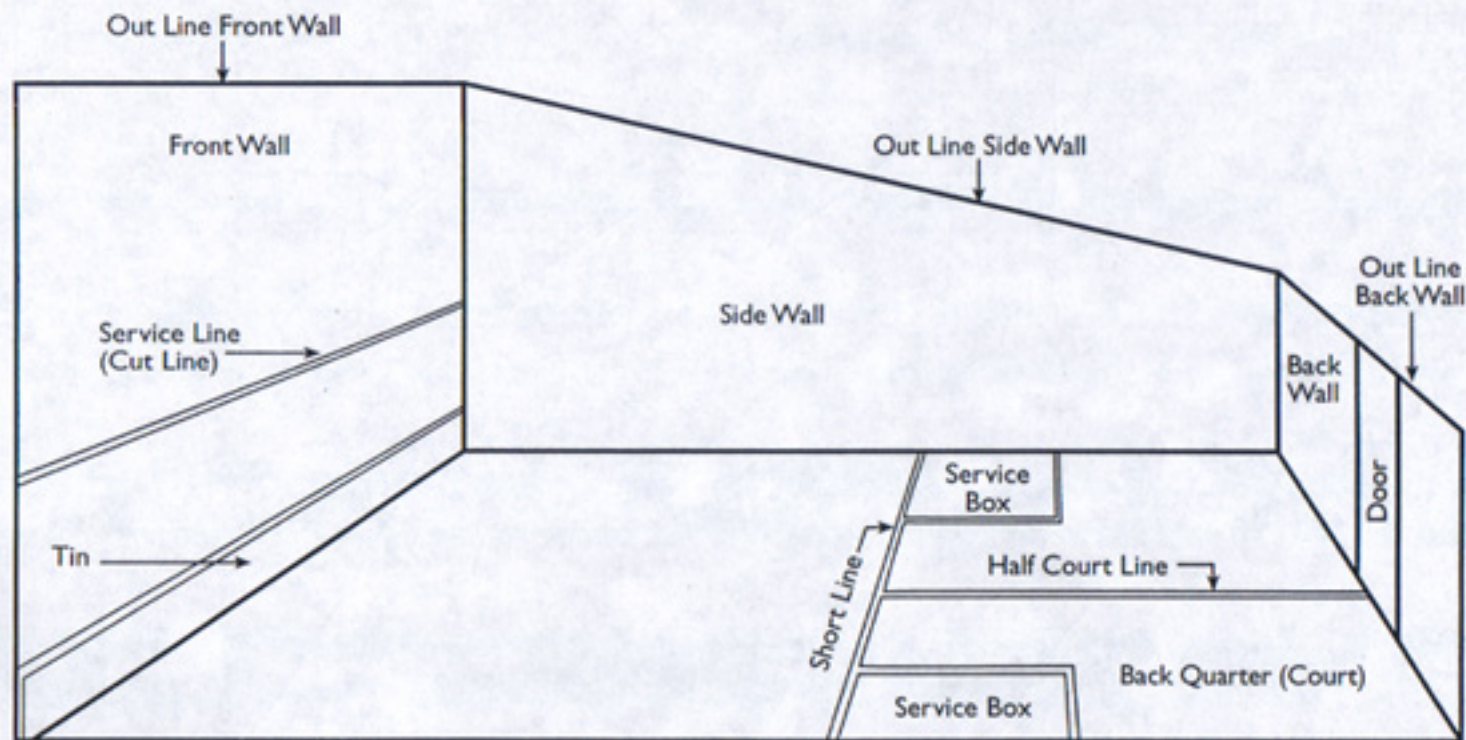 Out Line Front Wall
Front Wall
Out Line Side Wall
Out Line
Back Wall
Service Line
(Cut Line)
Side Wall
Back
Wall
Door
Service
Box
Tin
Short Line
Half Court Line
Back Quarter (Court)
Service Box